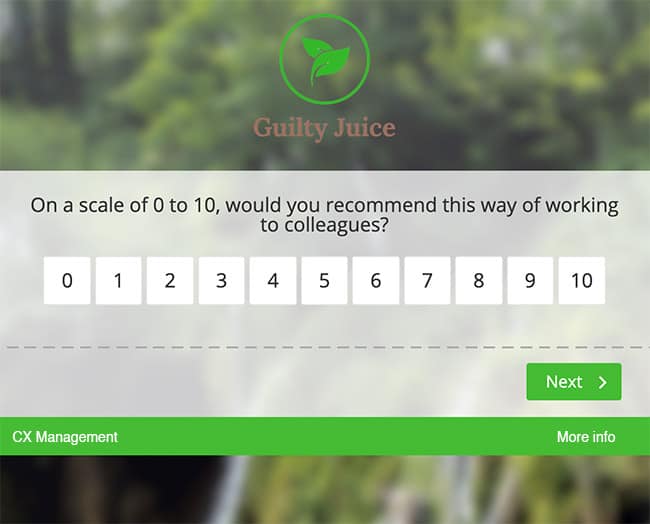 Guilty Juice
On a scale of 0 to 10, would you recommend this way of working
to colleagues?
0 1 2 3 4 5 6 7 8 9 10
Next
CX Management More info